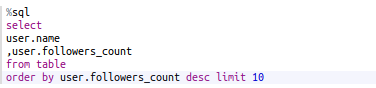 %sql
select
user.name
,user.followers_count
from table
order by user.followers_count desc limit 10